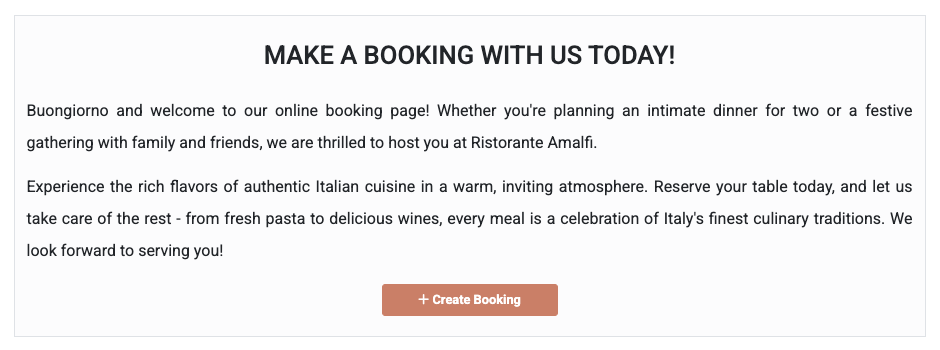 MAKE A BOOKING WITH US TODAY!
Buongiorno and welcome to our online booking page! Whether you're planning an intimate dinner for two or a festive
gathering with family and friends, we are thrilled to host you at Ristorante Amalfi.
Experience the rich flavors of authentic Italian cuisine in a warm, inviting atmosphere. Reserve your table today, and let us
take care of the rest - from fresh pasta to delicious wines, every meal is a celebration of Italy's finest culinary traditions. We
look forward to serving you!
+ Create Booking